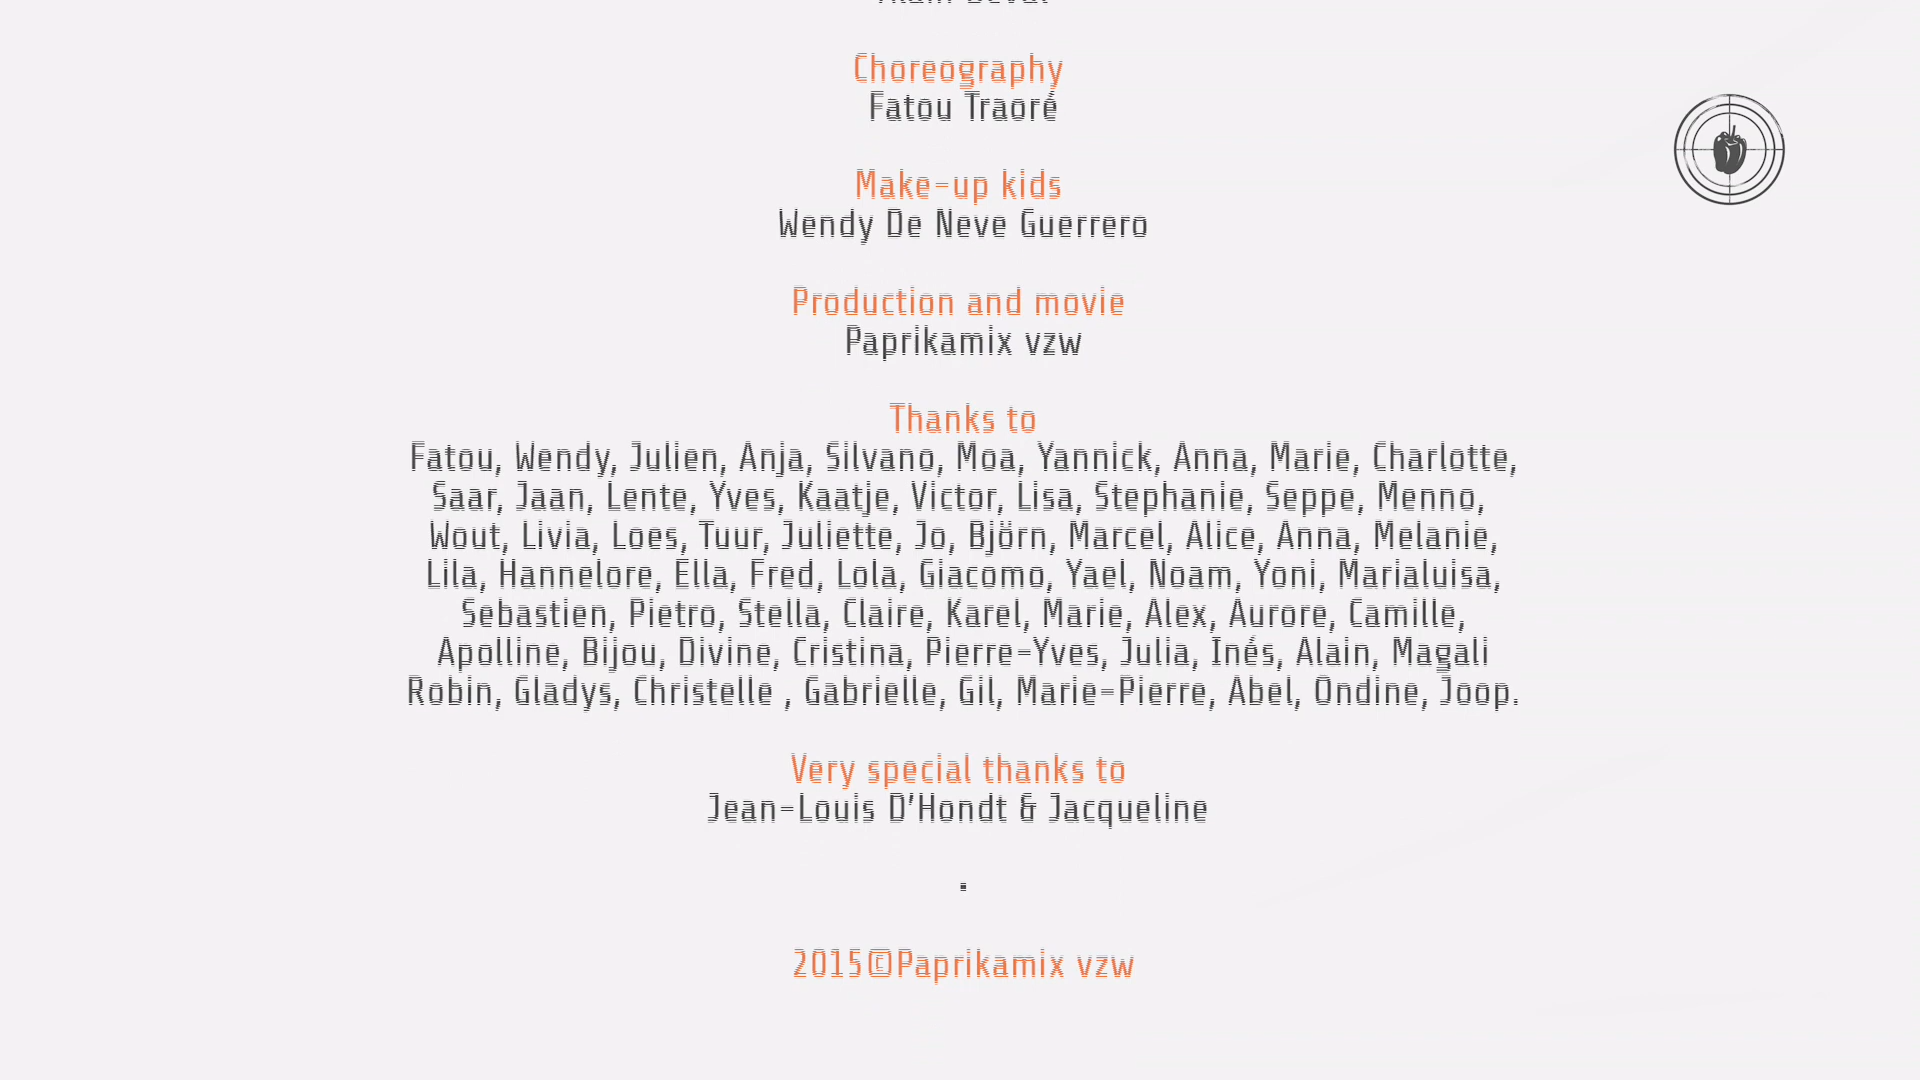 Choreography
Fatou Traoré
Make-up kids
Wendy De Neve Guerrero
Production and movie
Paprikamix vzw
Thanks to
Fatou, Wendy, Julien, Anja, Silvano, Moa, Yannick, Anna, Marie, Charlotte,
Saar, Jaan, Lente, Yves, Kaatje, Victor, Lisa, Stephanie, Seppe, Menno,
Wout, Livia, Loes, Tuur, Juliette, Jo, Björn, Marcel, Alice, Anna, Melanie,
Lila, Hannelore, Ella, Fred, Lola, Giacomo, Yael, Noam, Yoni, Marialuisa,
Sebastien, Pietro, Stella, Claire, Karel, Marie, Alex, Aurore, Camille,
Apolline, Bijou, Divine, Cristina, Pierre-Yves, Julia, Inés, Alain, Magali
Robin, Gladys, Christelle , Gabrielle, Gil, Marie-Pierre, Abel, Ondine, Joop.
Very special thanks to
Jean-Louis D'Hondt & Jacqueline
.
2015©Paprikamix vzw